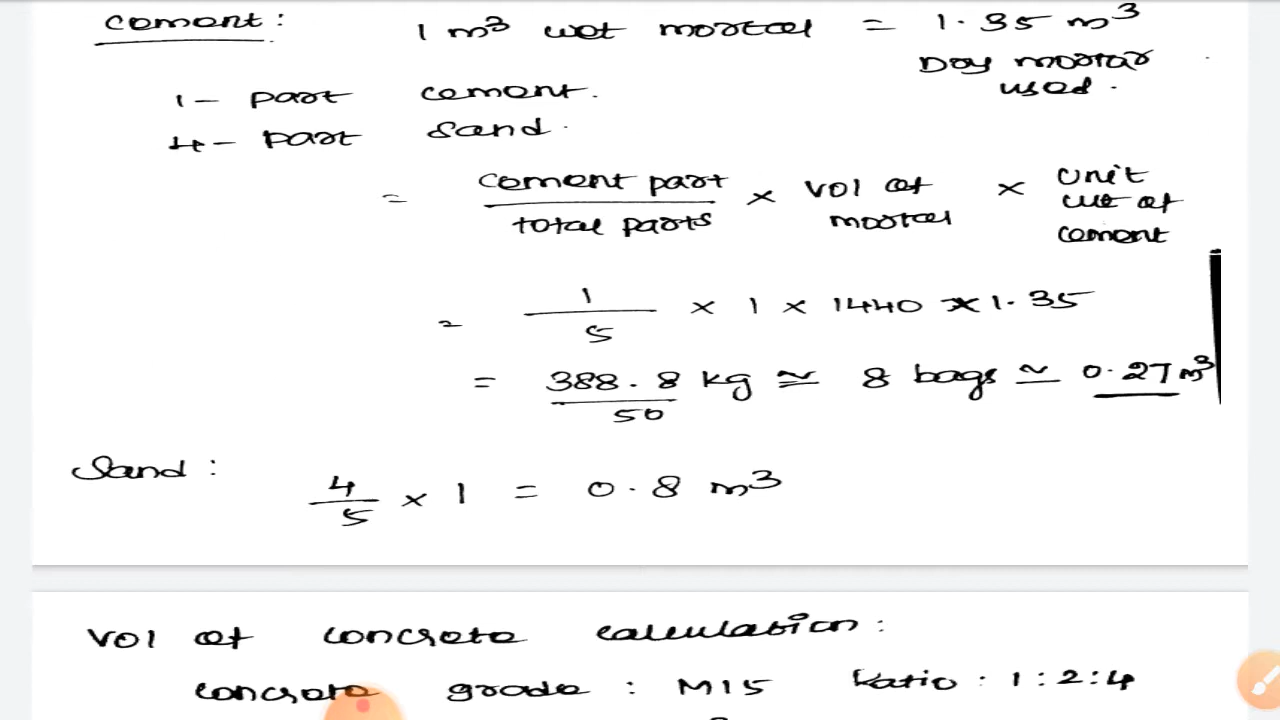 Cement :
1 m³ wet mortar = 1.35 m³
Dry mortar used.
1 - part cement.
4 - part sand.
= cement part / total parts × vol of mortar × unit wt of cement
= 1/5 × 1 × 1440 × 1.35
= 388.8/50 kg ≃ 8 bags ≃ 0.27 m³
Sand : 4/5 × 1 = 0.8 m³
Vol of concrete calculation :
concrete grade : M15 Ratio : 1:2:4